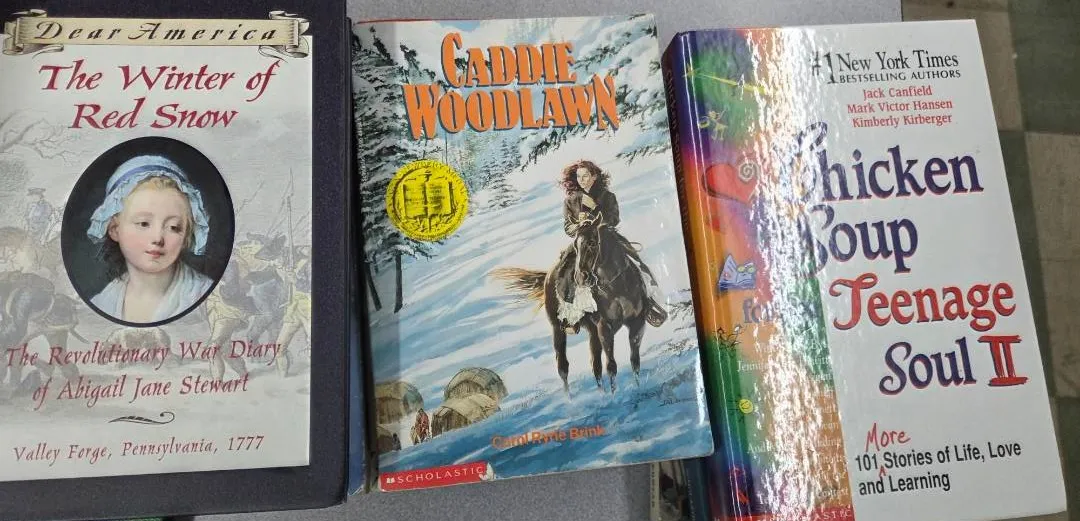 Dear America
The Winter of
Red Snow
The Revolutionary War Diary
of Abigail Jane Stewart
Valley Forge, Pennsylvania, 1777
CADDIE
WOODLAWN
Carol Ryrie Brink
SCHOLASTIC
#1 New York Times
BESTSELLING AUTHORS
Jack Canfield
Mark Victor Hansen
Kimberly Kirberger
Chicken
Soup
for
Teenage
Soul II
More
101 Stories of Life, Love
and Learning